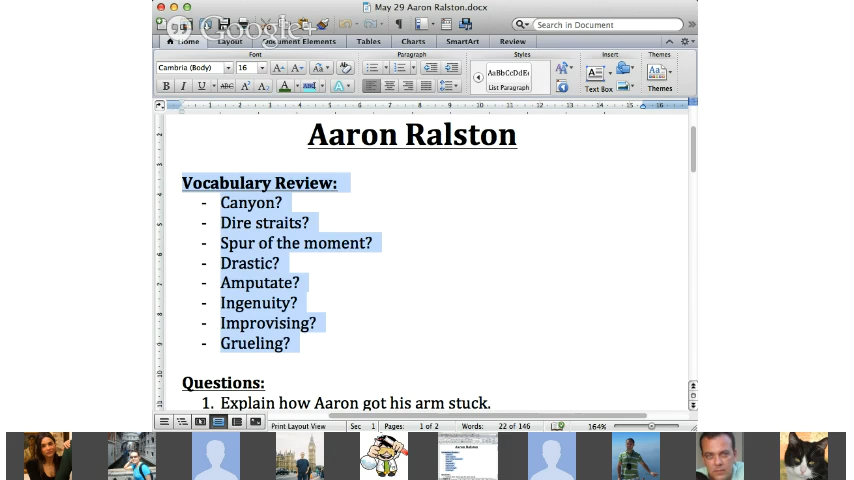 May 29 Aaron Ralston.docx
Google+
Search in Document
Home Layout Document Elements Tables Charts SmartArt Review
Font Paragraph Styles Insert Themes
Cambria (Body) 16
AaBbCcDdEe
List Paragraph
Text Box
Themes
Aaron Ralston
Vocabulary Review:
- Canyon?
- Dire straits?
- Spur of the moment?
- Drastic?
- Amputate?
- Ingenuity?
- Improvising?
- Grueling?
Questions:
1. Explain how Aaron got his arm stuck.
Print Layout View Sec 1 Pages: 1 of 2 Words: 22 of 146 164%